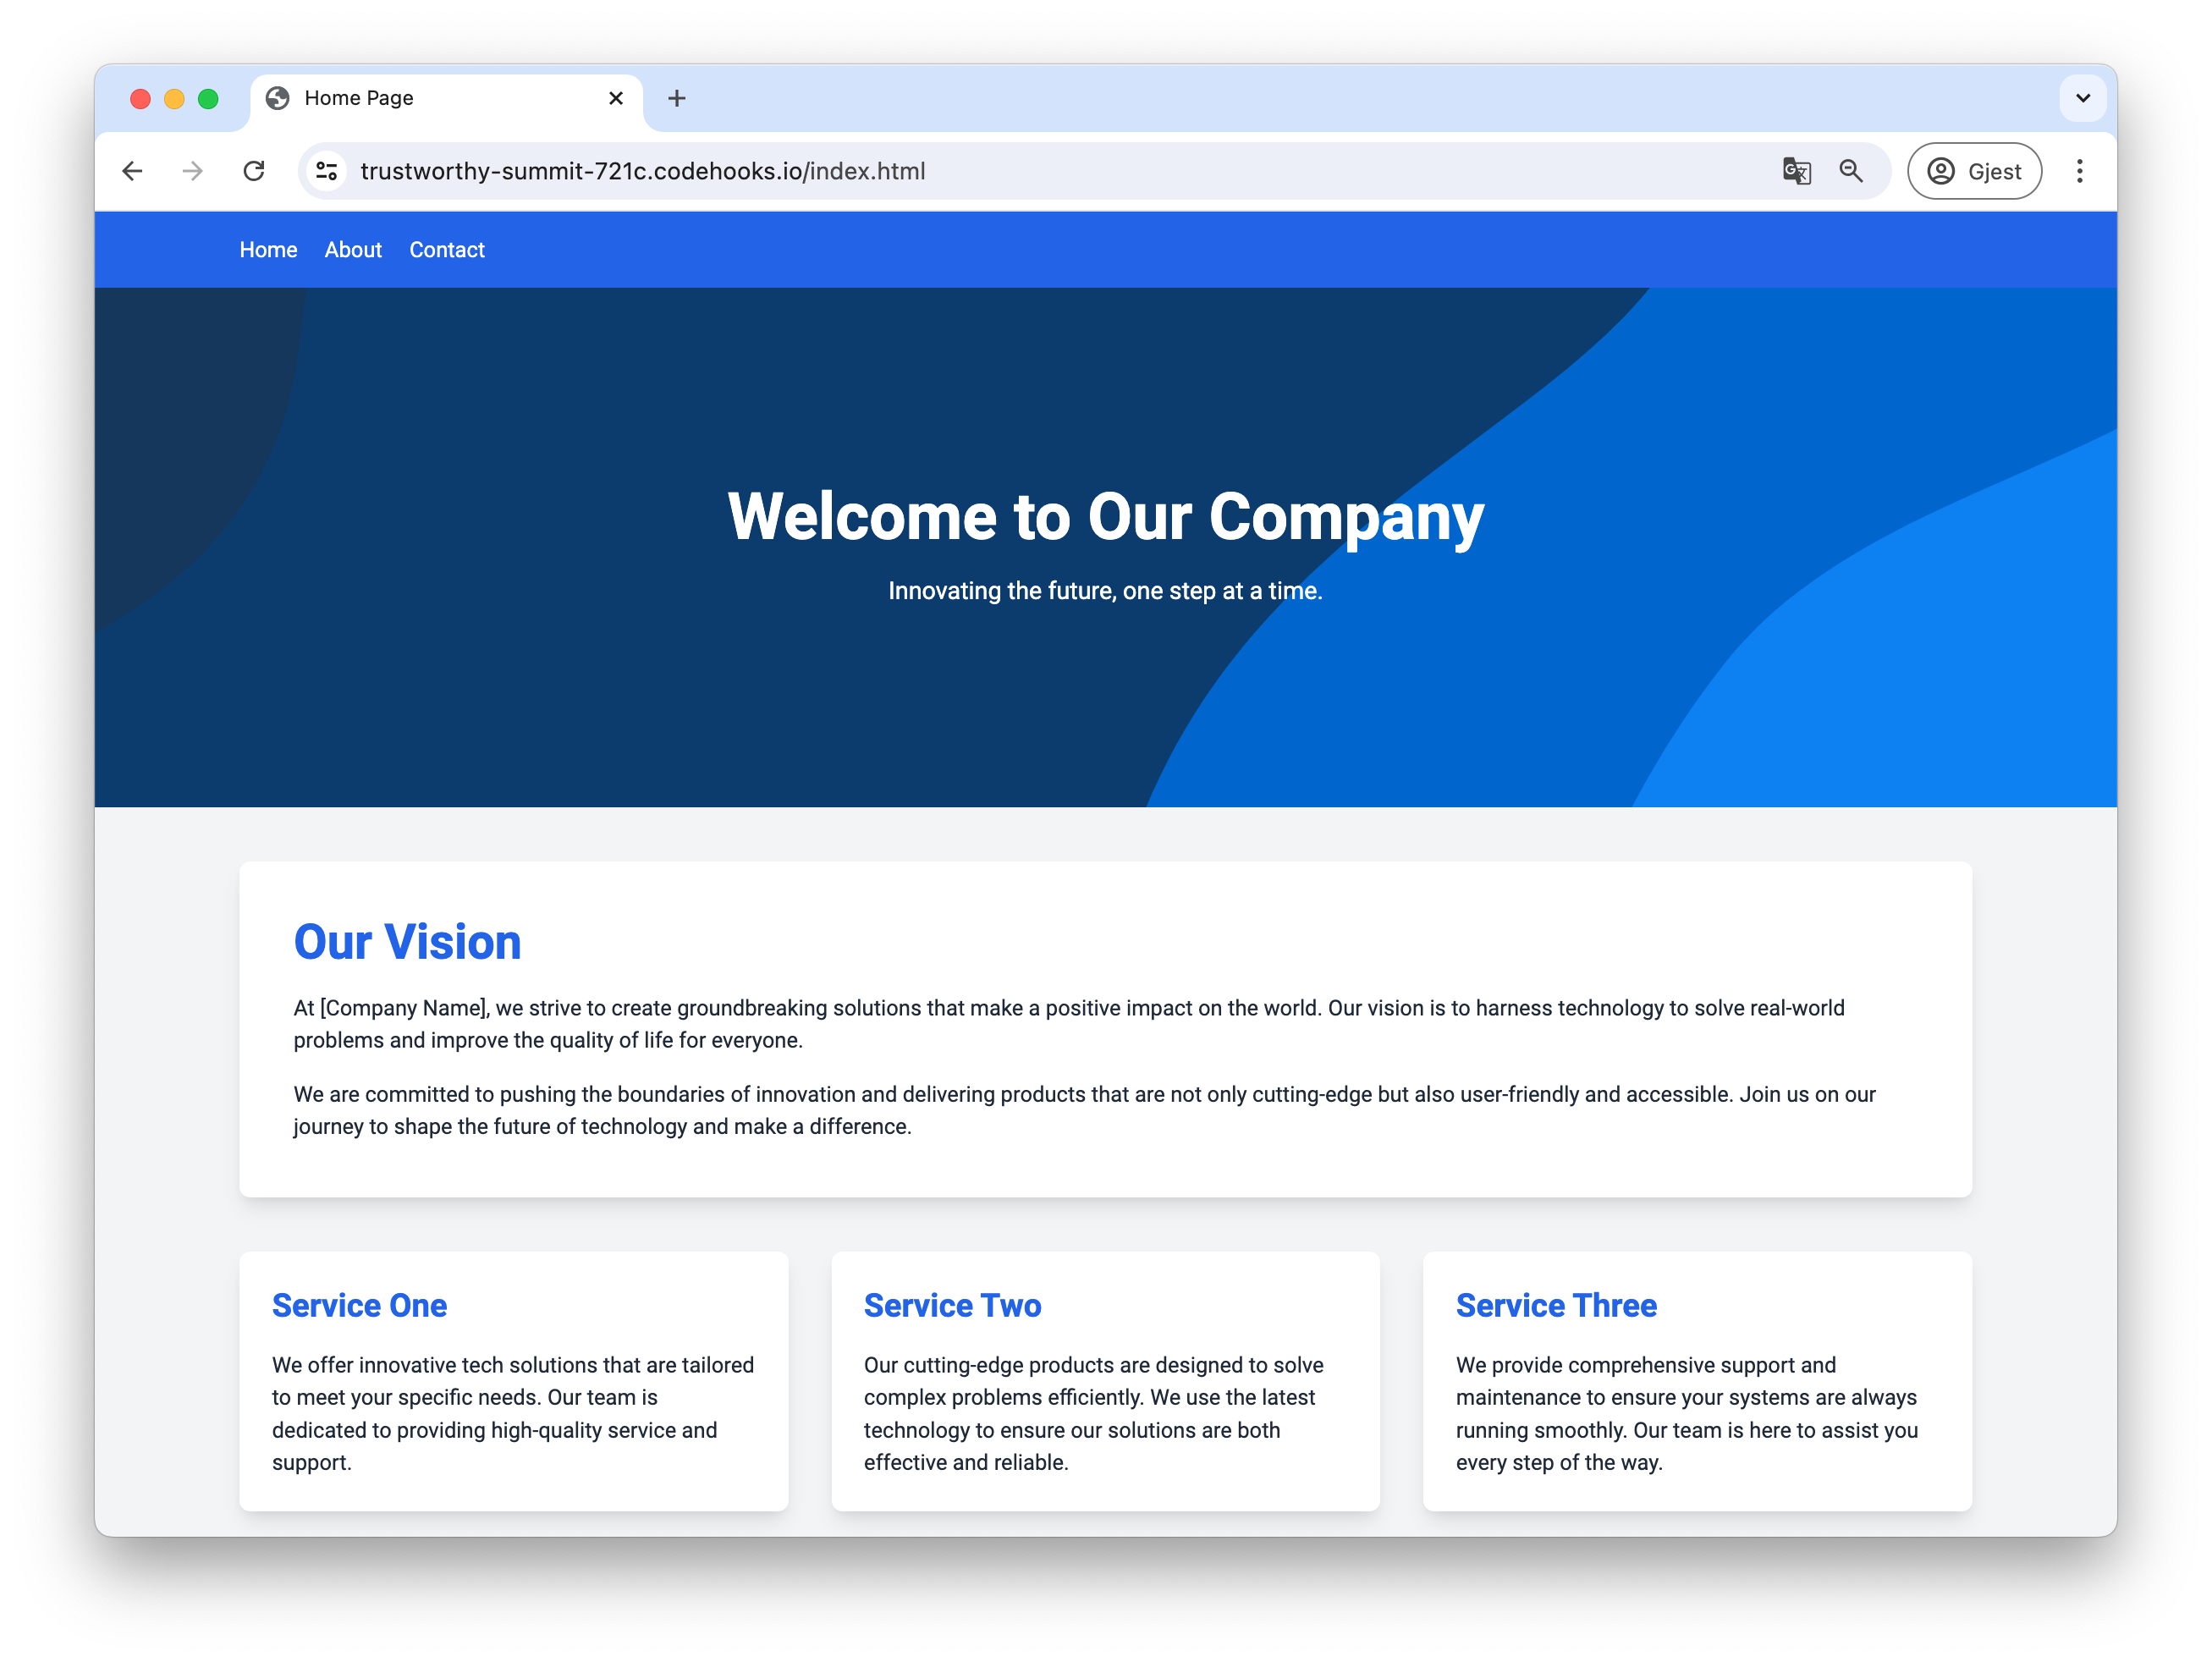 Home Page
trustworthy-summit-721c.codehooks.io/index.html
Gjest
Home About Contact
Welcome to Our Company
Innovating the future, one step at a time.
Our Vision
At [Company Name], we strive to create groundbreaking solutions that make a positive impact on the world. Our vision is to harness technology to solve real-world
problems and improve the quality of life for everyone.
We are committed to pushing the boundaries of innovation and delivering products that are not only cutting-edge but also user-friendly and accessible. Join us on our
journey to shape the future of technology and make a difference.
Service One
We offer innovative tech solutions that are tailored
to meet your specific needs. Our team is
dedicated to providing high-quality service and
support.
Service Two
Our cutting-edge products are designed to solve
complex problems efficiently. We use the latest
technology to ensure our solutions are both
effective and reliable.
Service Three
We provide comprehensive support and
maintenance to ensure your systems are always
running smoothly. Our team is here to assist you
every step of the way.